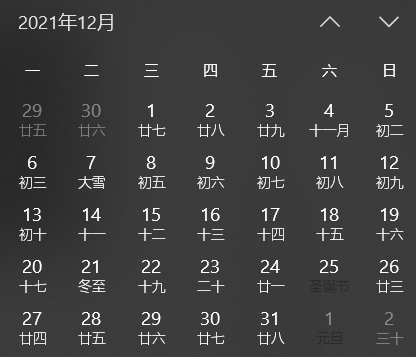 2021年12月
一 二 三 四 五 六 日
29 30 1 2 3 4 5
廿五 廿六 廿七 廿八 廿九 十一月 初二
6 7 8 9 10 11 12
初三 大雪 初五 初六 初七 初八 初九
13 14 15 16 17 18 19
初十 十一 十二 十三 十四 十五 十六
20 21 22 23 24 25 26
十七 冬至 十九 二十 廿一 圣诞节 廿三
27 28 29 30 31 1 2
廿四 廿五 廿六 廿七 廿八 元旦 三十